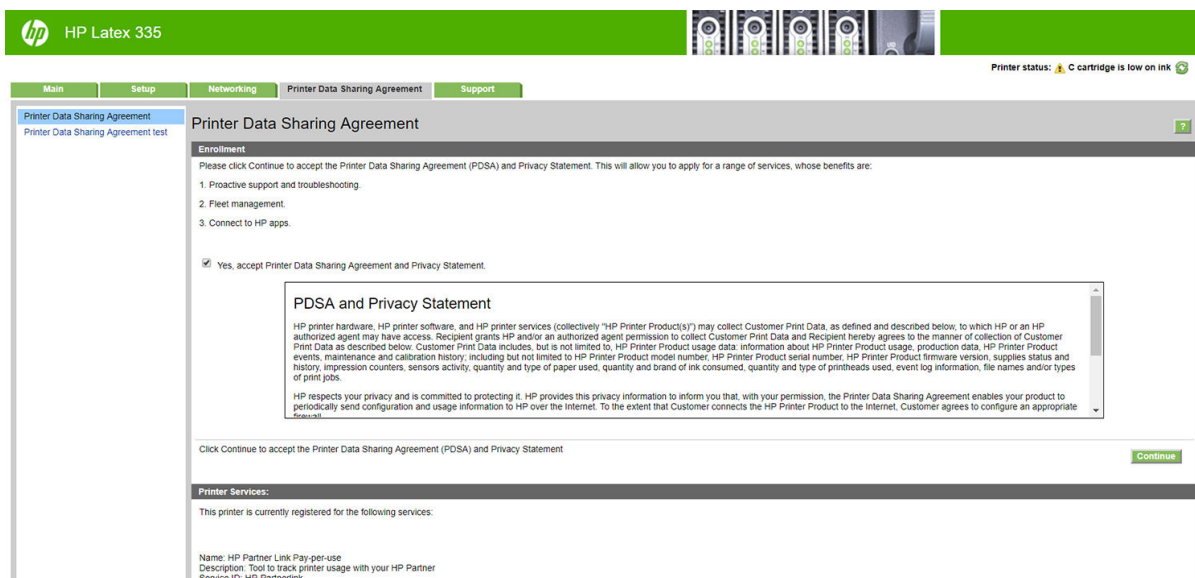 hp HP Latex 335
Printer status: C cartridge is low on ink
Main Setup Networking Printer Data Sharing Agreement Support
Printer Data Sharing Agreement
Printer Data Sharing Agreement test
Printer Data Sharing Agreement
?
Enrollment
Please click Continue to accept the Printer Data Sharing Agreement (PDSA) and Privacy Statement. This will allow you to apply for a range of services, whose benefits are:
1. Proactive support and troubleshooting.
2. Fleet management.
3. Connect to HP apps.
Yes, accept Printer Data Sharing Agreement and Privacy Statement.
PDSA and Privacy Statement
HP printer hardware, HP printer software, and HP printer services (collectively "HP Printer Product(s)") may collect Customer Print Data, as defined and described below, to which HP or an HP
authorized agent may have access. Recipient grants HP and/or an authorized agent permission to collect Customer Print Data and Recipient hereby agrees to the manner of collection of Customer
Print Data as described below. Customer Print Data includes, but is not limited to, HP Printer Product usage data: information about HP Printer Product usage, production data, HP Printer Product
events, maintenance and calibration history; including but not limited to HP Printer Product model number, HP Printer Product serial number, HP Printer Product firmware version, supplies status and
history, impression counters, sensors activity, quantity and type of paper used, quantity and brand of ink consumed, quantity and type of printheads used, event log information, file names and/or types
of print jobs.
HP respects your privacy and is committed to protecting it. HP provides this privacy information to inform you that, with your permission, the Printer Data Sharing Agreement enables your product to
periodically send configuration and usage information to HP over the Internet. To the extent that Customer connects the HP Printer Product to the Internet, Customer agrees to configure an appropriate
firewall
Click Continue to accept the Printer Data Sharing Agreement (PDSA) and Privacy Statement
Continue
Printer Services:
This printer is currently registered for the following services:
Name: HP Partner Link Pay-per-use
Description: Tool to track printer usage with your HP Partner
Service ID: HP Partnerlink